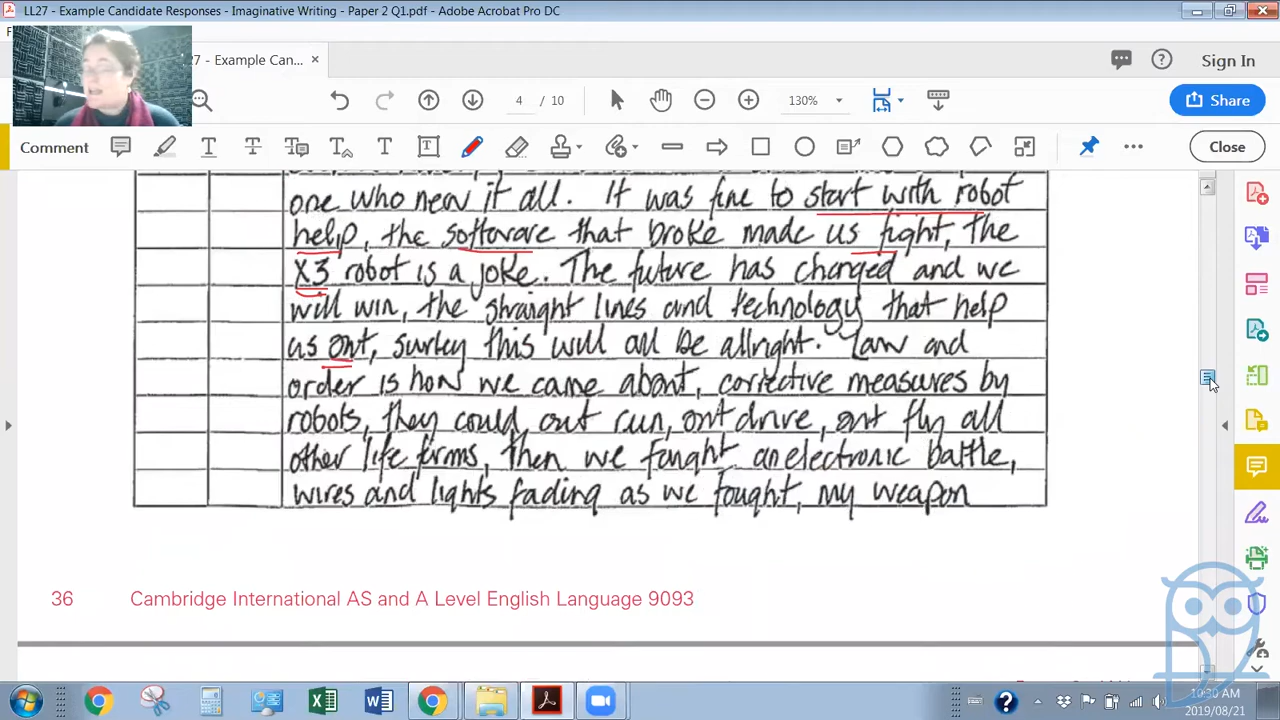 LL27 - Example Candidate Responses - Imaginative Writing - Paper 2 Q1.pdf - Adobe Acrobat Pro DC
F
27 - Example Can... ×
Sign In
4 / 10
130%
Share
Comment
Close
one who new it all. It was fine to start with robot
help, the software that broke made us fight, the
X3 robot is a joke. The future has changed and we
will win, the straight lines and technology that help
us out, surley this will all be allright. Law and
order is how we came about, corrective measures by
robots, they could out run, out drive, out fly all
other life forms, then we fought an electronic battle,
wires and lights fading as we fought, my weapon
36 Cambridge International AS and A Level English Language 9093
10:30 AM
2019/08/21